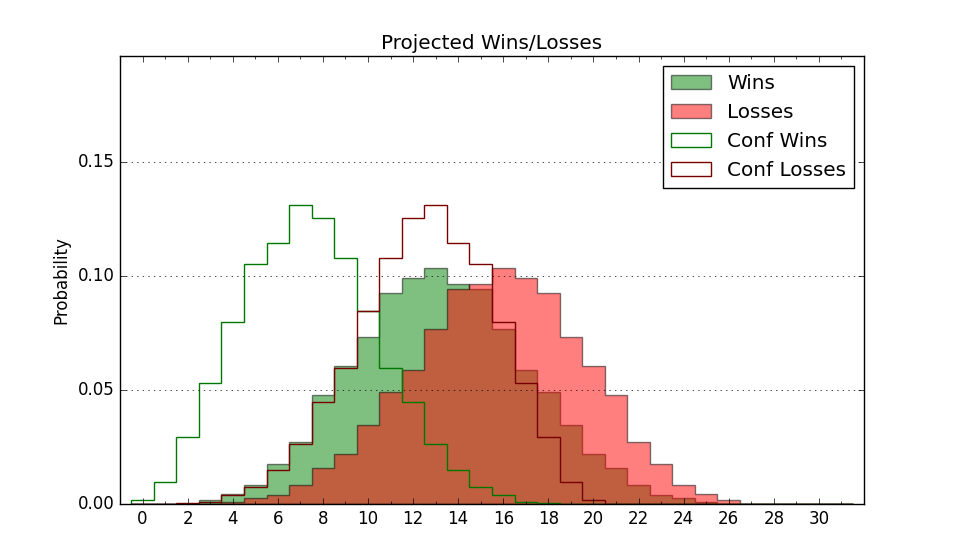 Projected Wins/Losses
Wins
Losses
Conf Wins
Conf Losses
Probability
0.15
0.10
0.05
0.00
0 2 4 6 8 10 12 14 16 18 20 22 24 26 28 30